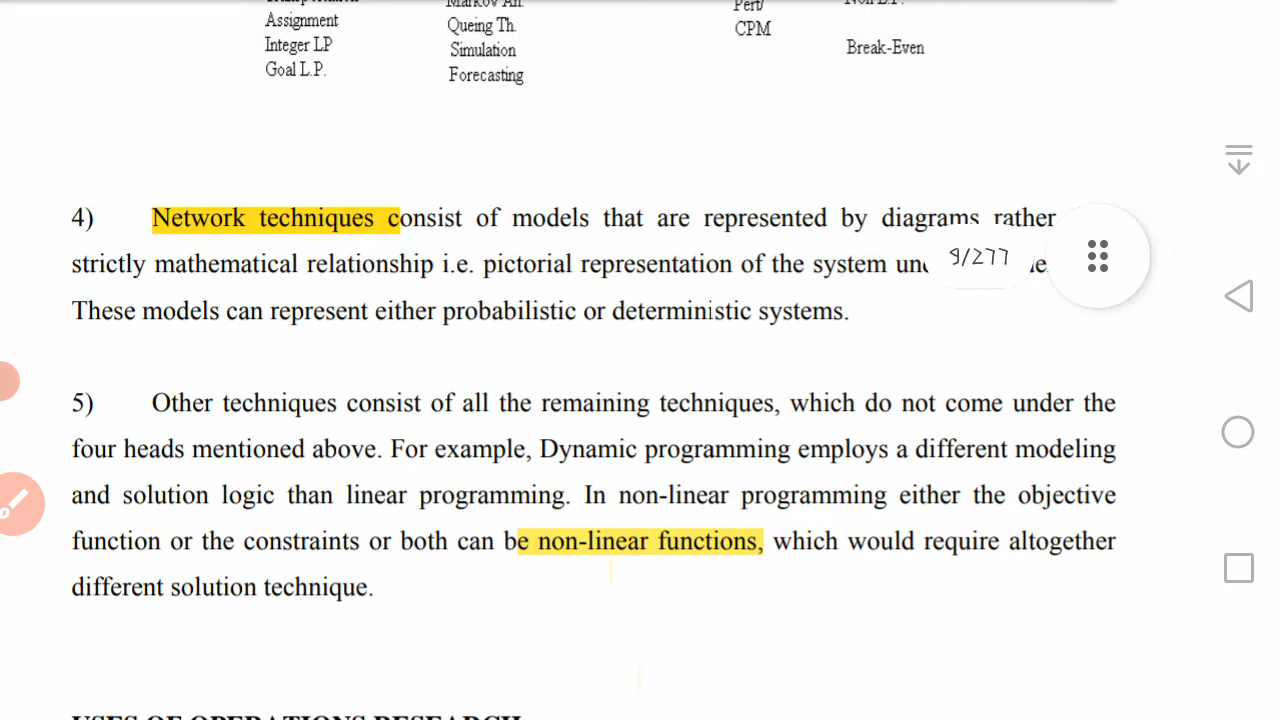 Assignment
Integer LP
Goal L.P.
Markov An.
Queing Th.
Simulation
Forecasting
Pert/
CPM
Break-Even
4) Network techniques consist of models that are represented by diagrams rather
strictly mathematical relationship i.e. pictorial representation of the system
9/277
These models can represent either probabilistic or deterministic systems.
5) Other techniques consist of all the remaining techniques, which do not come under the
four heads mentioned above. For example, Dynamic programming employs a different modeling
and solution logic than linear programming. In non-linear programming either the objective
function or the constraints or both can be non-linear functions, which would require altogether
different solution technique.
USES OF OPERATIONS RESEARCH